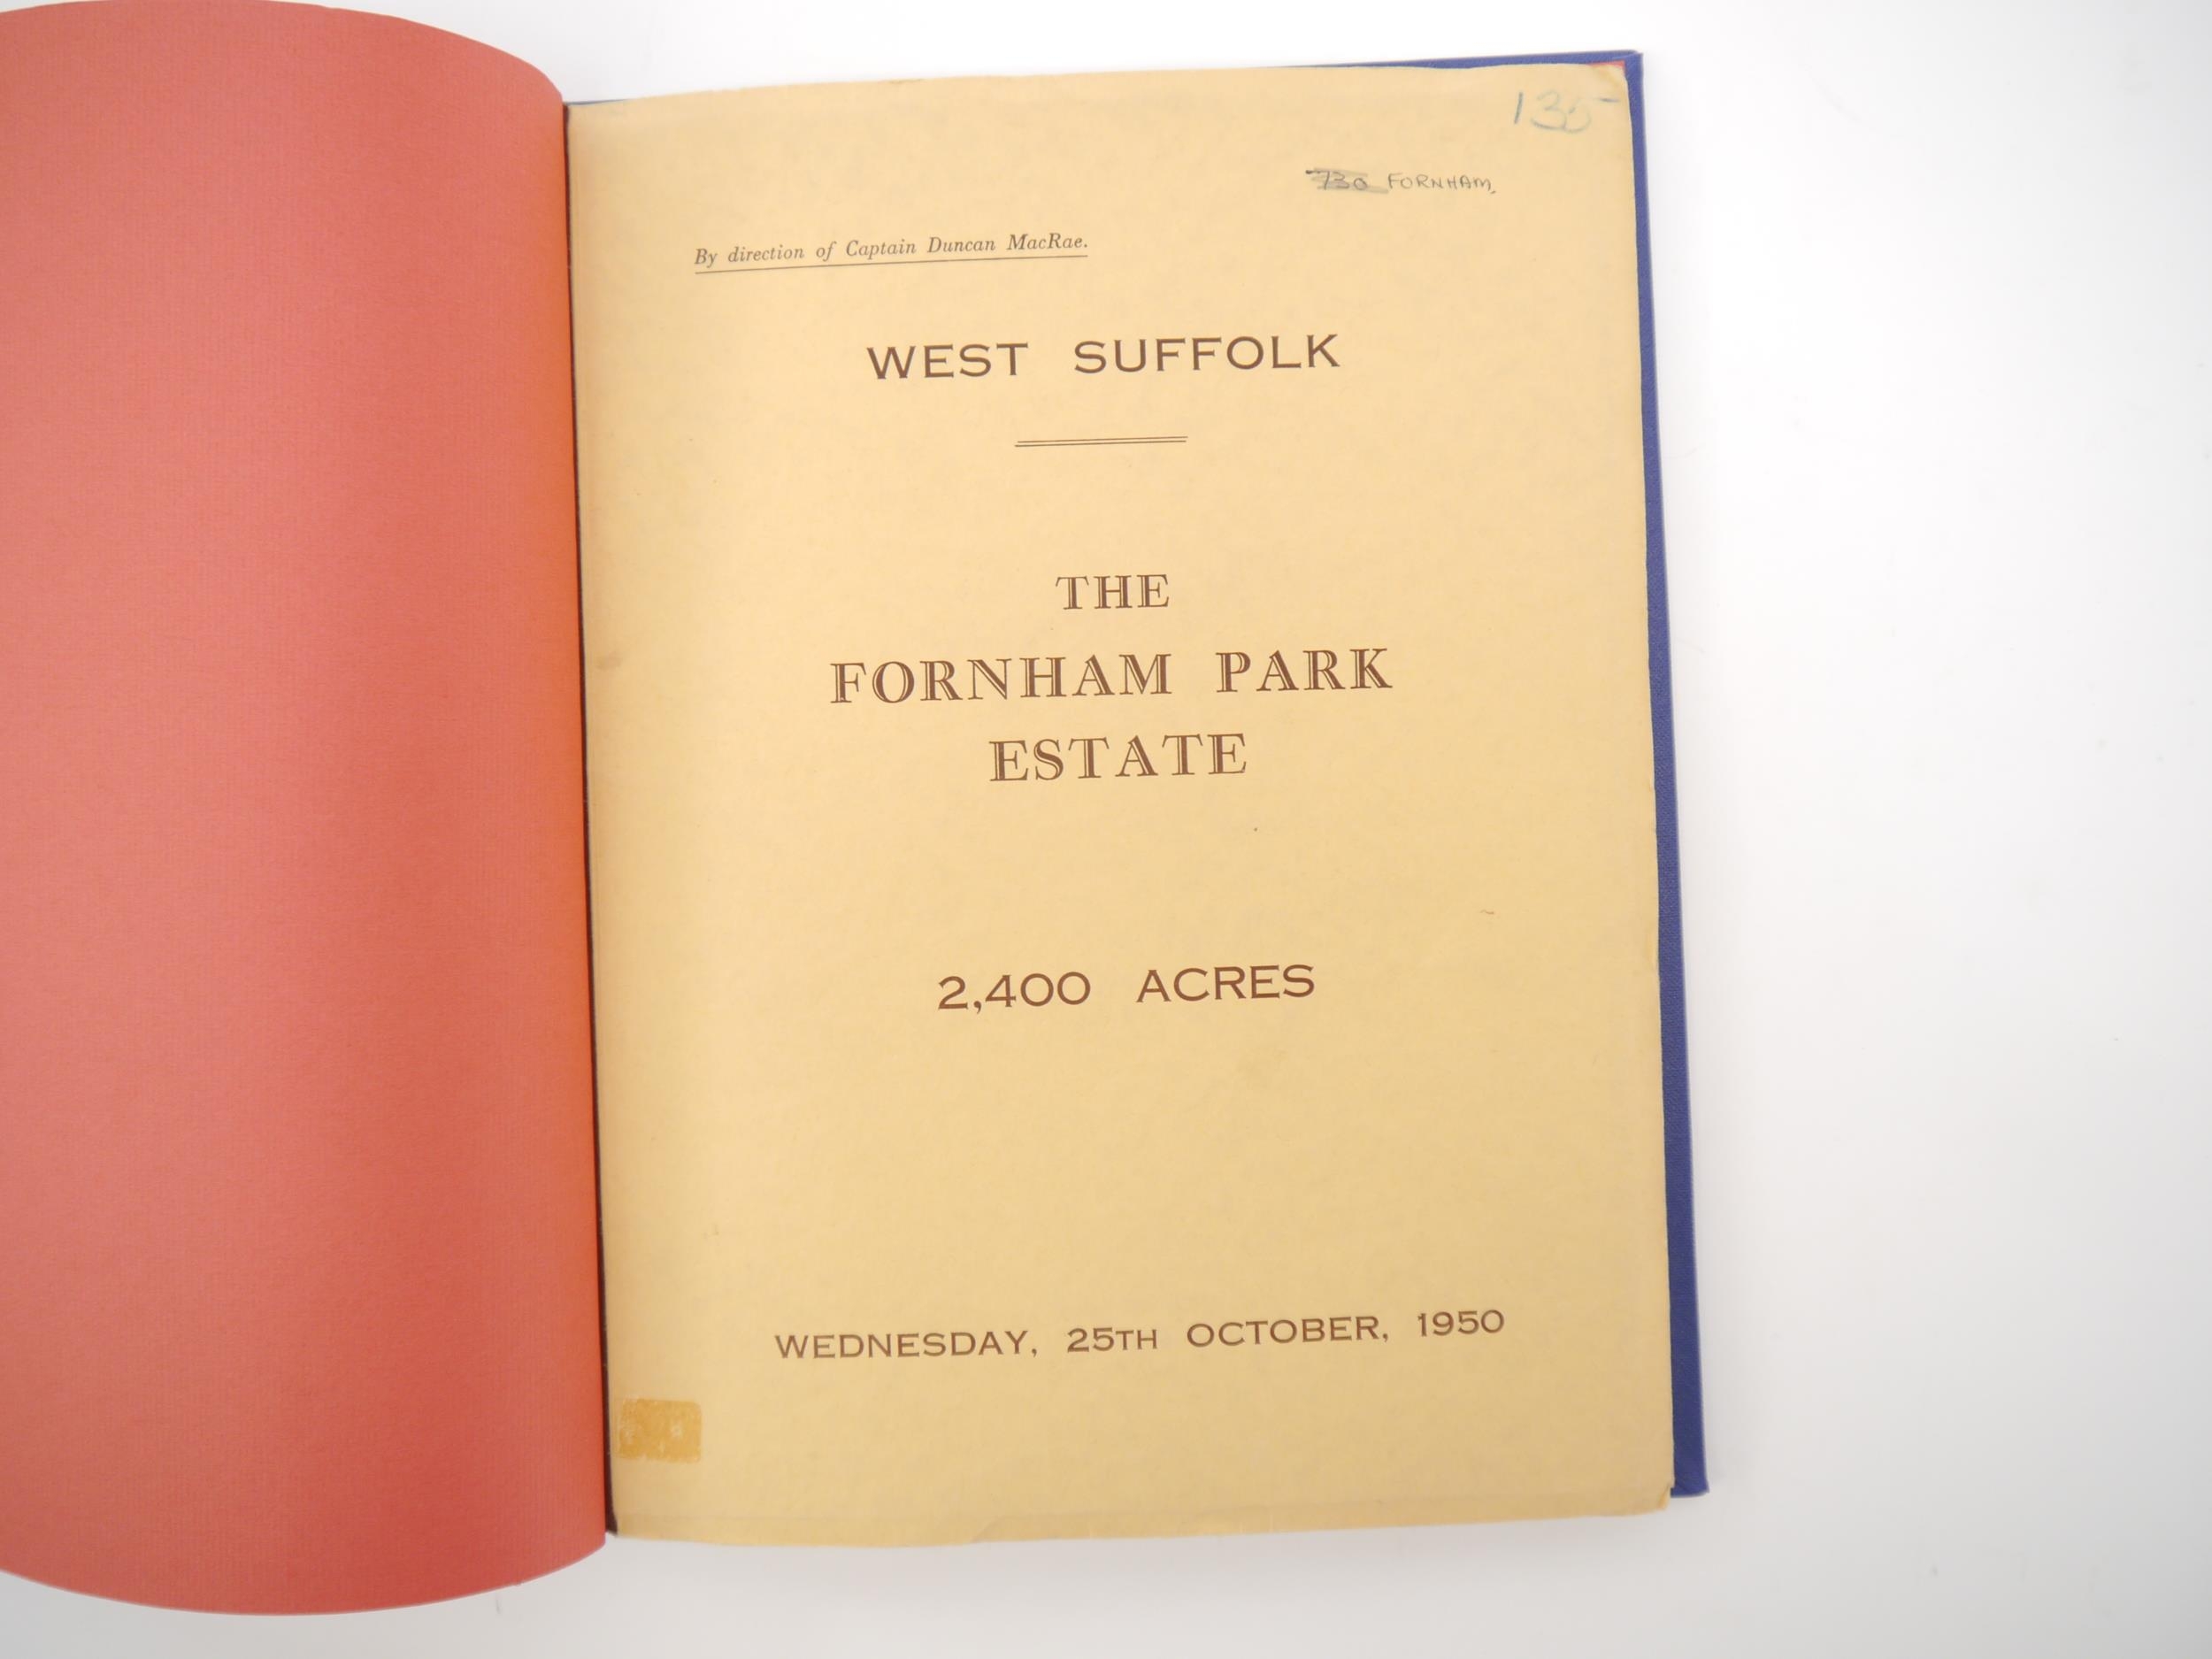 730 FORNHAM.
By direction of Captain Duncan MacRae.
WEST SUFFOLK
THE
FORNHAM PARK
ESTATE
2,400 ACRES
WEDNESDAY, 25TH OCTOBER, 1950